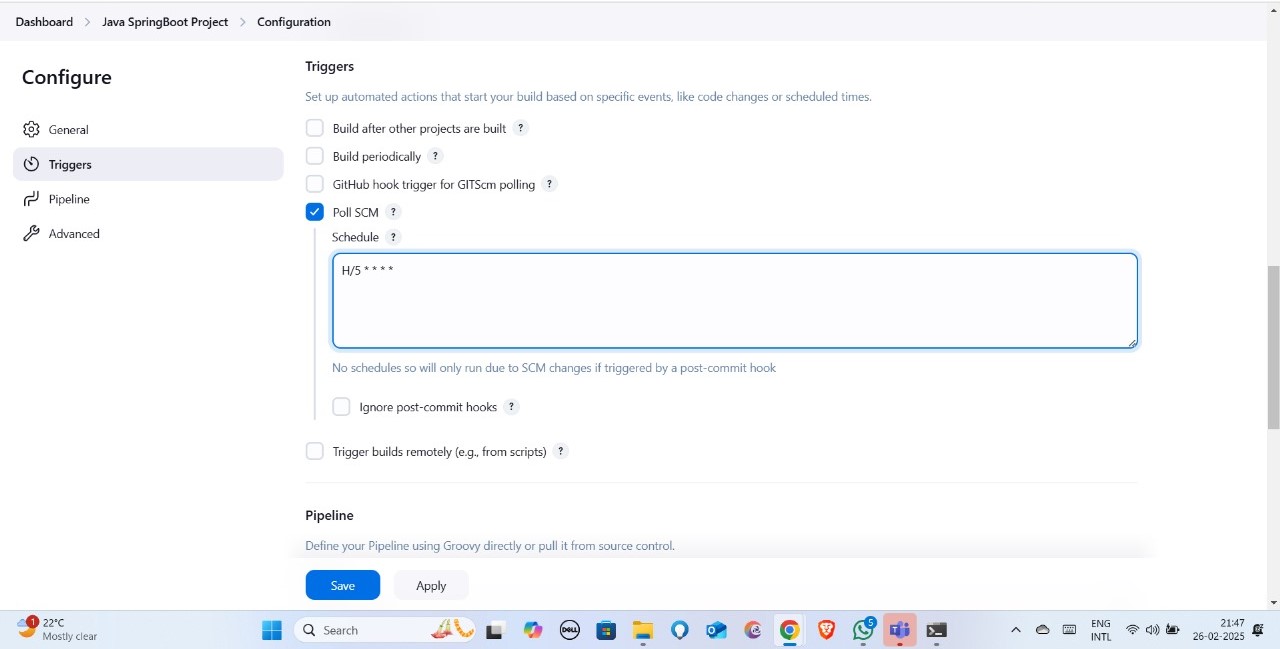 Dashboard > Java SpringBoot Project > Configuration
Configure
General
Triggers
Pipeline
Advanced
Triggers
Set up automated actions that start your build based on specific events, like code changes or scheduled times.
Build after other projects are built ?
Build periodically ?
GitHub hook trigger for GITScm polling ?
Poll SCM ?
Schedule ?
H/5 * * * *
No schedules so will only run due to SCM changes if triggered by a post-commit hook
Ignore post-commit hooks ?
Trigger builds remotely (e.g., from scripts) ?
Pipeline
Define your Pipeline using Groovy directly or pull it from source control.
Save Apply
1
22°C
Mostly clear
Search
DELL
5
ENG
INTL
21:47
26-02-2025